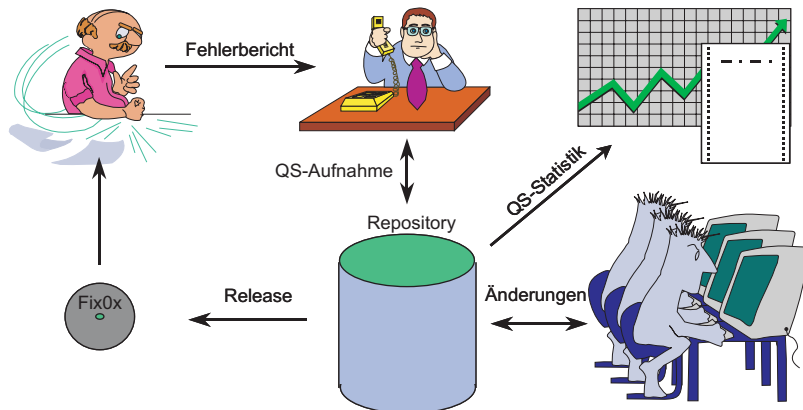 Fehlerbericht
QS-Aufnahme
QS-Statistik
Repository
Fix0x
Release
Änderungen